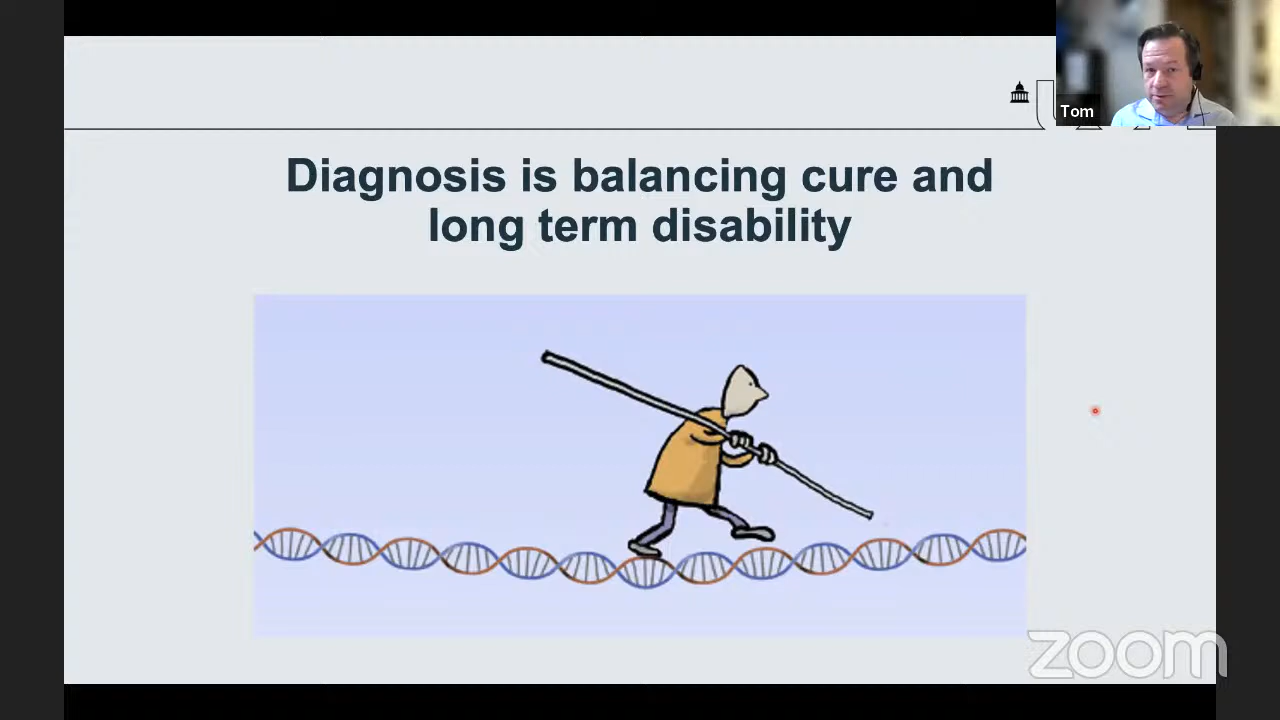 Tom
Diagnosis is balancing cure and
long term disability
zoom